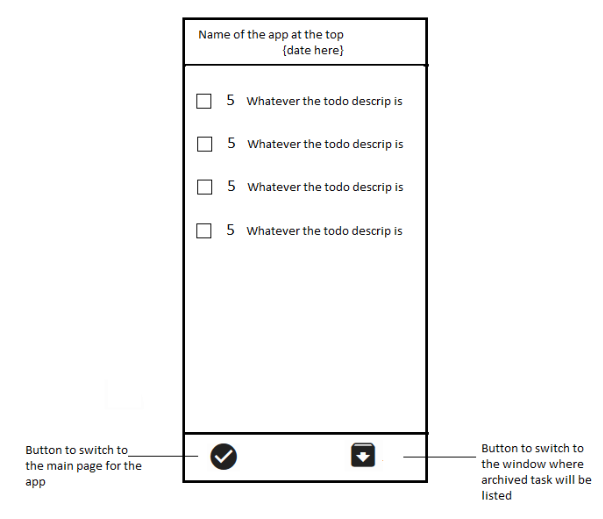 Name of the app at the top
{date here}
5 Whatever the todo descrip is
5 Whatever the todo descrip is
5 Whatever the todo descrip is
5 Whatever the todo descrip is
Button to switch to
the main page for the
app
Button to switch to
the window where
archived task will be
listed